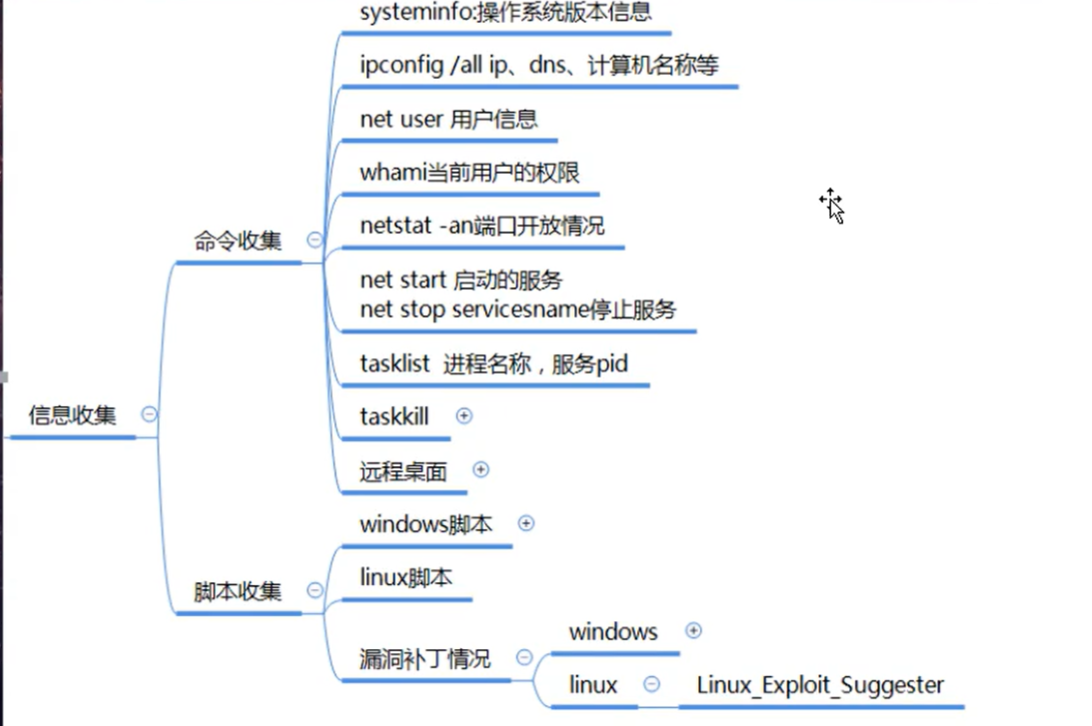 systeminfo:操作系统版本信息
ipconfig /all ip、dns、计算机名称等
net user 用户信息
whami当前用户的权限
netstat -an端口开放情况
命令收集
net start 启动的服务
net stop servicesname停止服务
tasklist 进程名称，服务pid
信息收集
taskkill
远程桌面
windows脚本
linux脚本
脚本收集
漏洞补丁情况
windows
linux
Linux_Exploit_Suggester